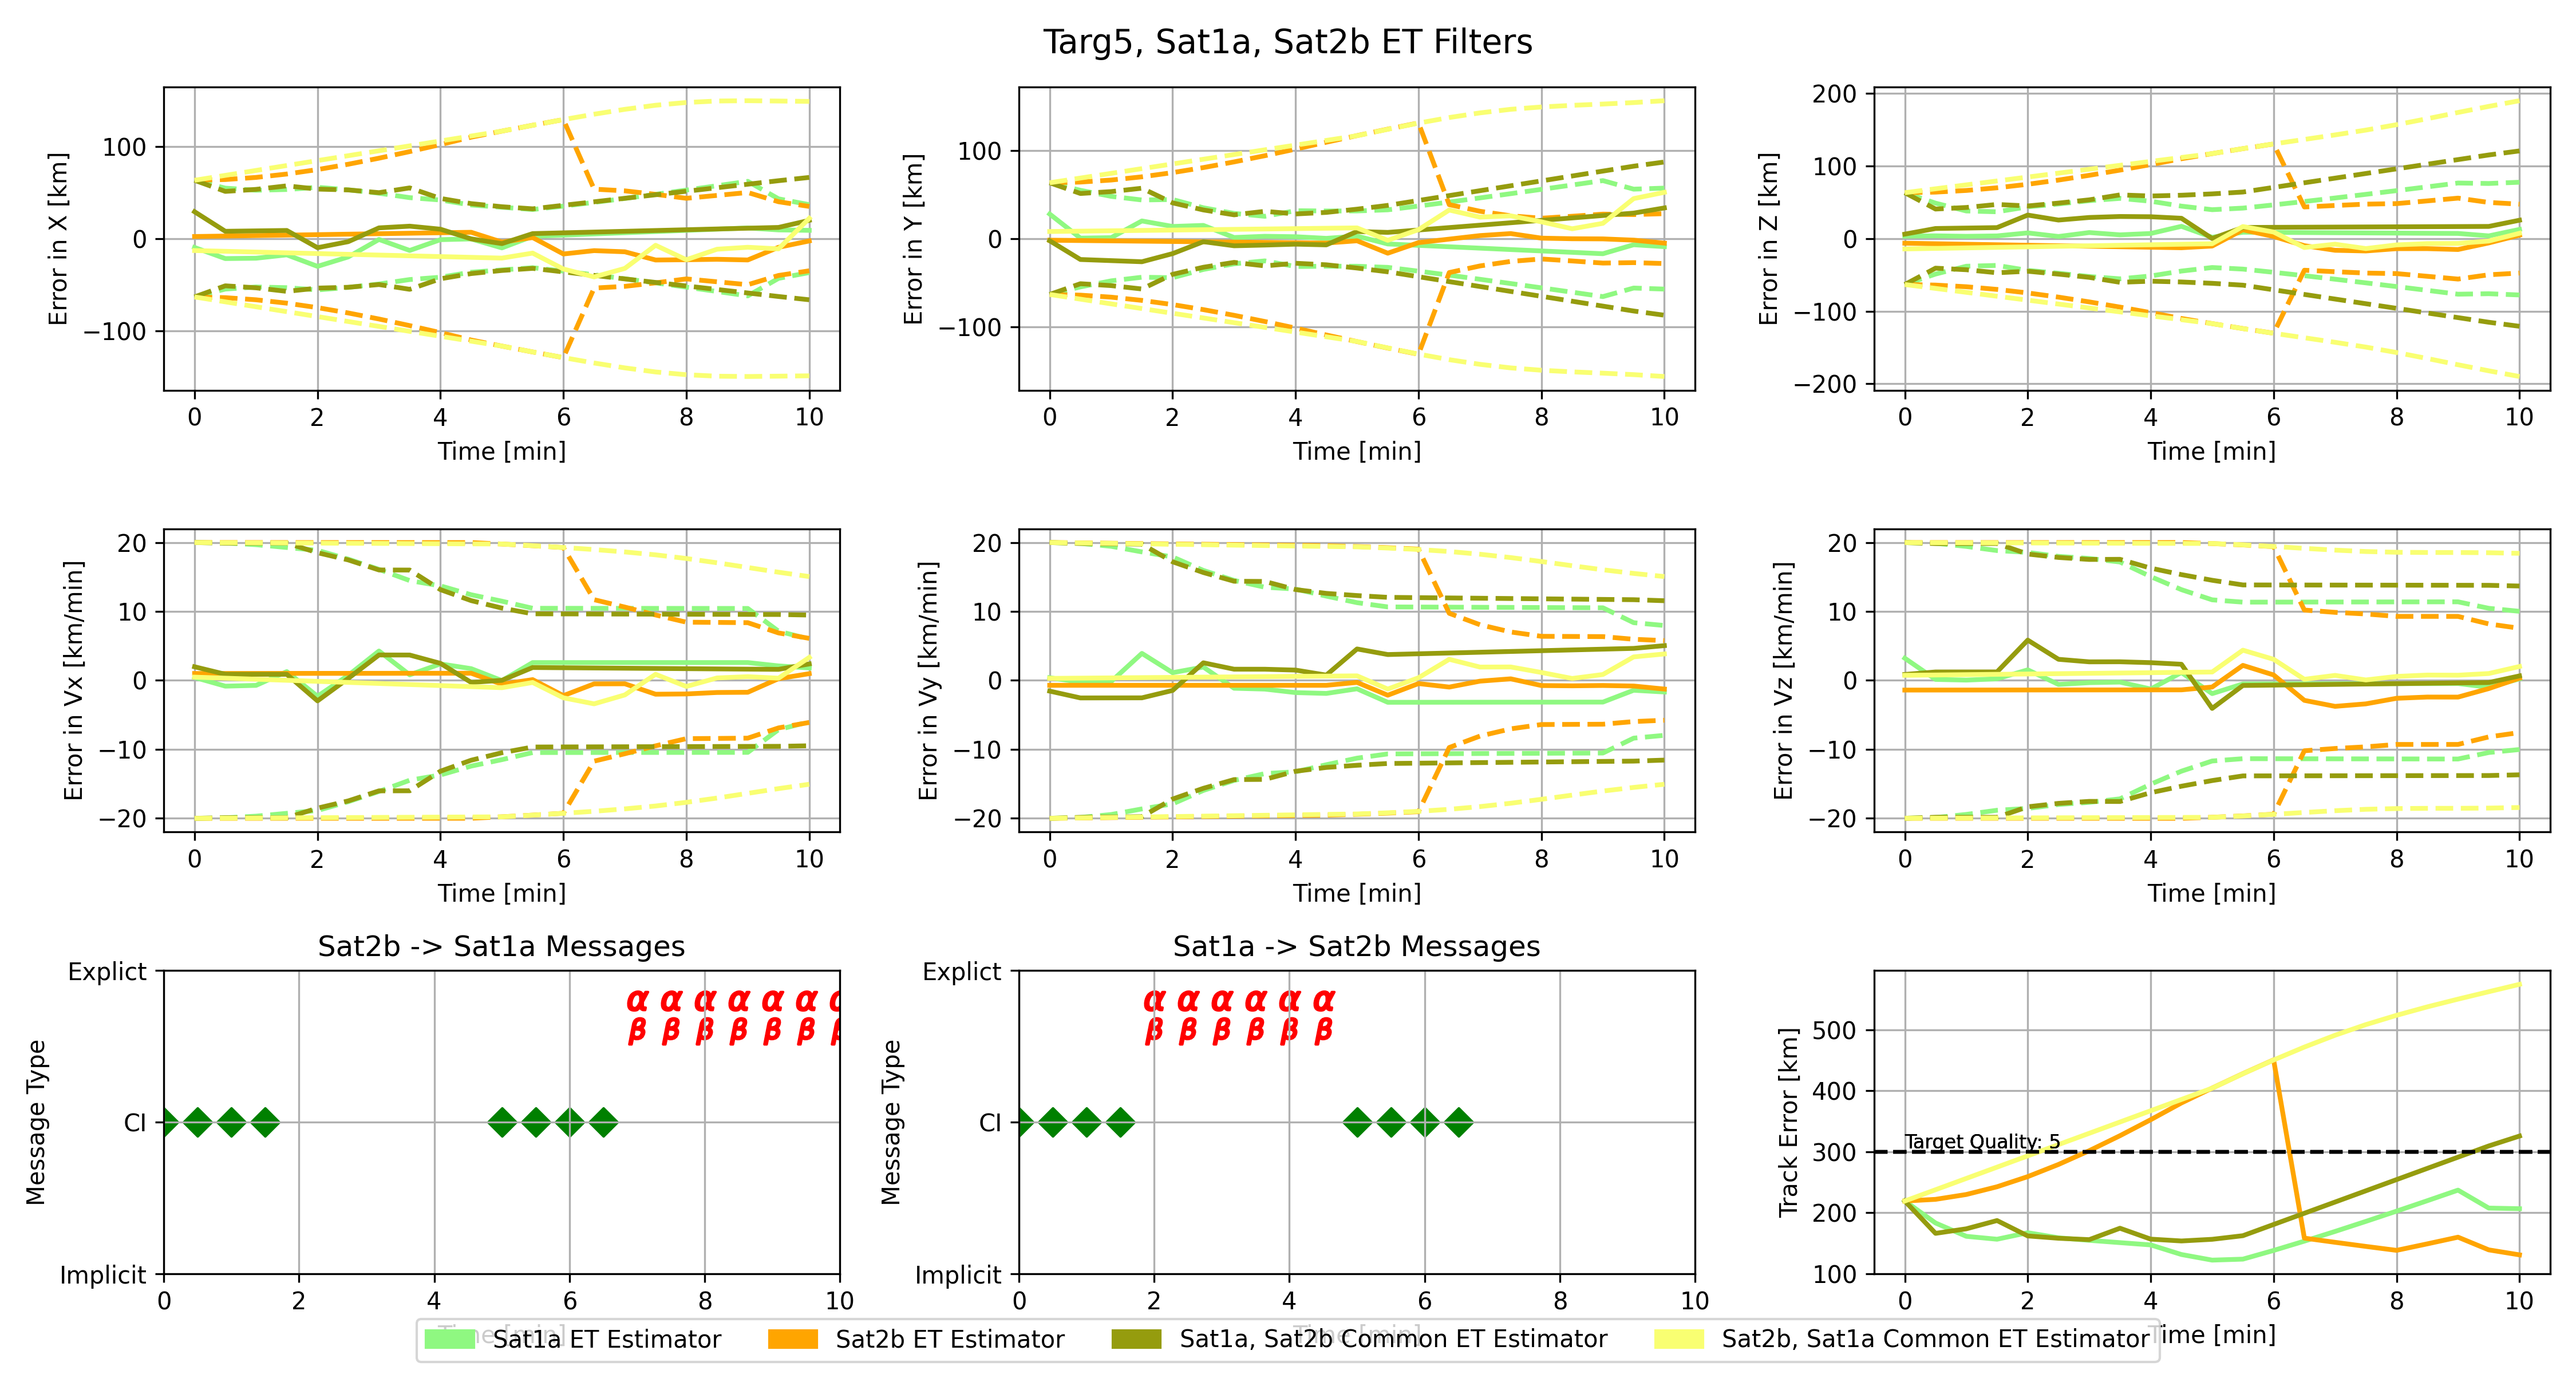 Targ5, Sat1a, Sat2b ET Filters
Error in X [km]
100
0
−100
0 2 4 6 8 10
Time [min]
Error in Y [km]
100
0
−100
0 2 4 6 8 10
Time [min]
Error in Z [km]
200
100
0
−100
−200
0 2 4 6 8 10
Time [min]
Error in Vx [km/min]
20
10
0
−10
−20
0 2 4 6 8 10
Time [min]
Error in Vy [km/min]
20
10
0
−10
−20
0 2 4 6 8 10
Time [min]
Error in Vz [km/min]
20
10
0
−10
−20
0 2 4 6 8 10
Time [min]
Sat2b -> Sat1a Messages
Message Type
Explict
α α α α α α α
β β β β β β β
CI
Implicit
0 2 4 6 8 10
Time [min]
Sat1a -> Sat2b Messages
Message Type
Explict
α α α α α α
β β β β β β
CI
Implicit
0 2 4 6 8 10
Time [min]
Track Error [km]
500
400
Target Quality: 5
300
200
100
0 2 4 6 8 10
Time [min]
Sat1a ET Estimator Sat2b ET Estimator Sat1a, Sat2b Common ET Estimator Sat2b, Sat1a Common ET Estimator